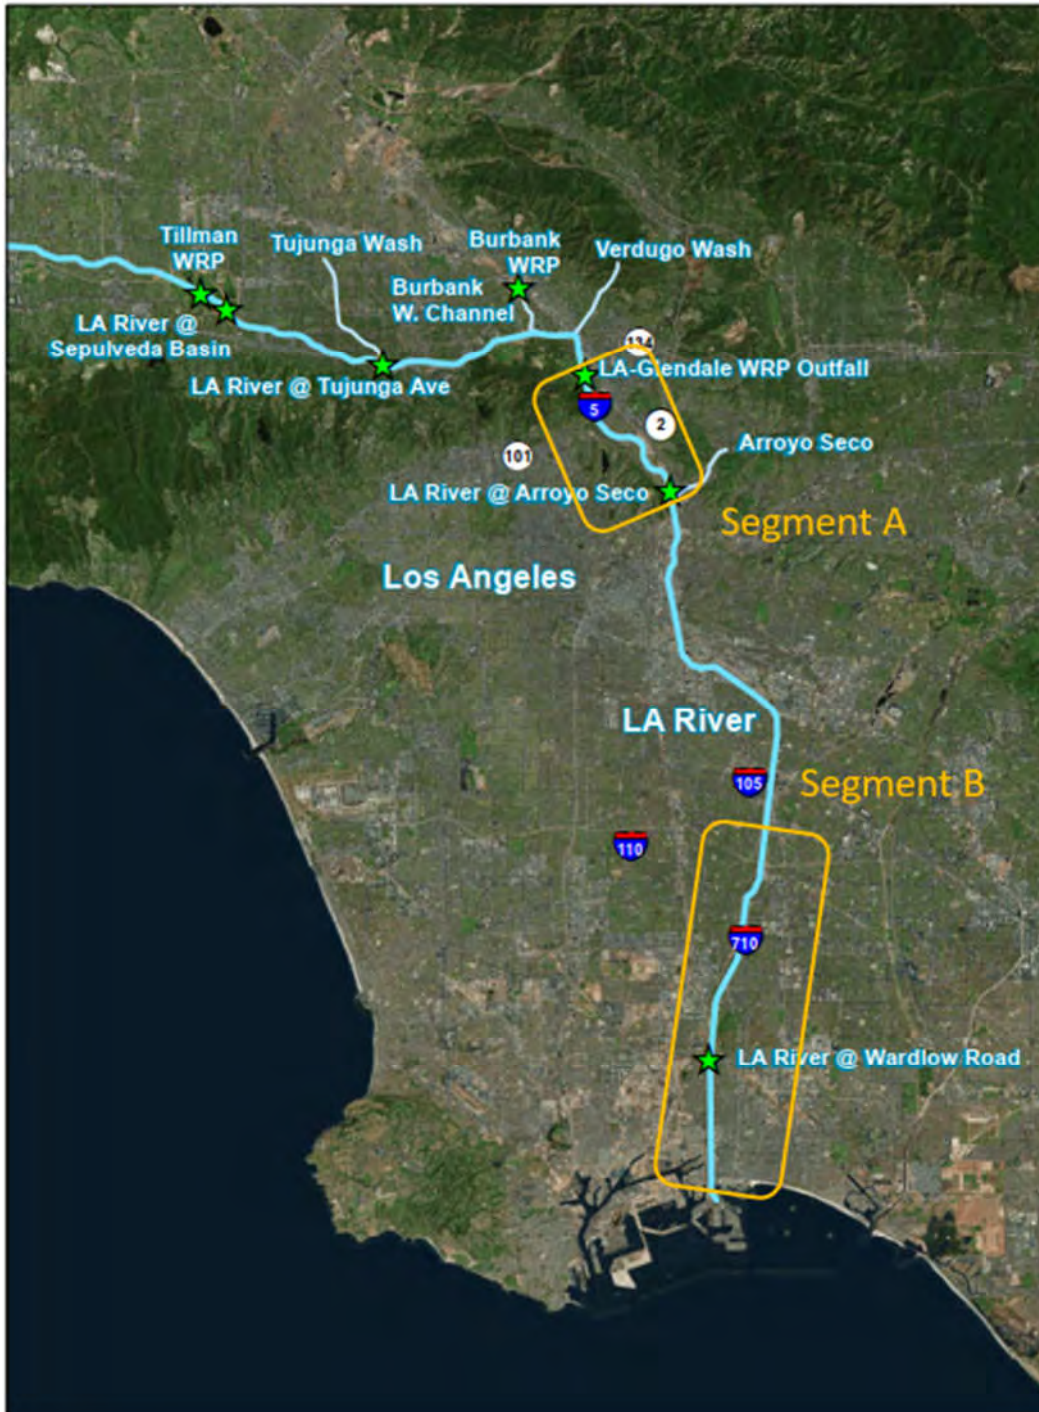 Tillman
WRP
Tujunga Wash
Burbank
WRP
Verdugo Wash
Burbank
W. Channel
LA River @
Sepulveda Basin
134
LA River @ Tujunga Ave
LA-Glendale WRP Outfall
5
2
101
Arroyo Seco
LA River @ Arroyo Seco
Segment A
Los Angeles
LA River
105
Segment B
110
710
LA River @ Wardlow Road